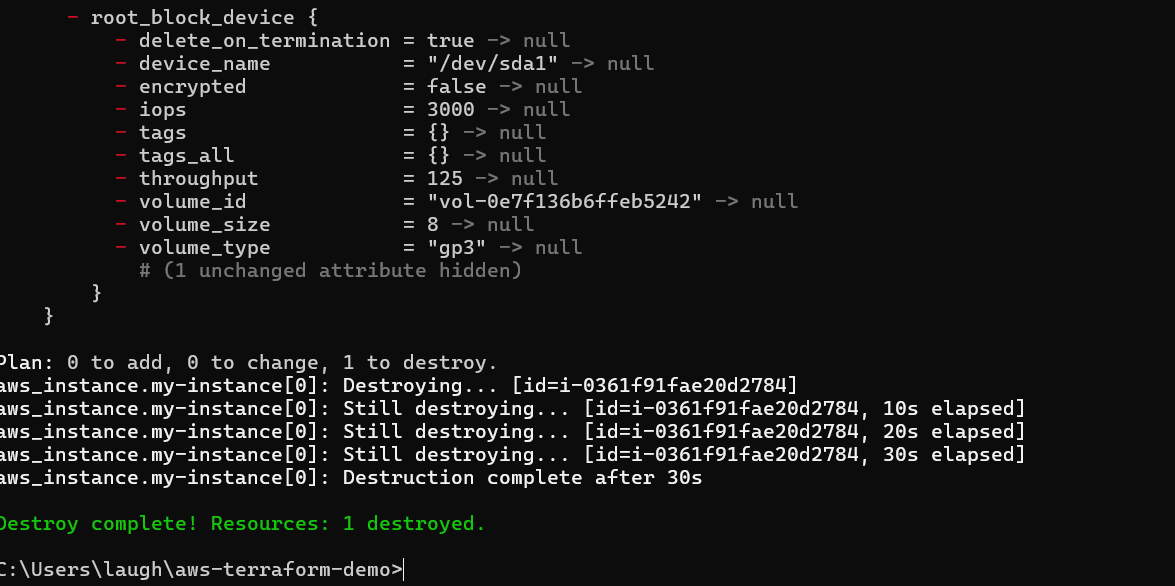 - root_block_device {
- delete_on_termination = true -> null
- device_name = "/dev/sda1" -> null
- encrypted = false -> null
- iops = 3000 -> null
- tags = {} -> null
- tags_all = {} -> null
- throughput = 125 -> null
- volume_id = "vol-0e7f136b6ffeb5242" -> null
- volume_size = 8 -> null
- volume_type = "gp3" -> null
# (1 unchanged attribute hidden)
}
}
Plan: 0 to add, 0 to change, 1 to destroy.
aws_instance.my-instance[0]: Destroying... [id=i-0361f91fae20d2784]
aws_instance.my-instance[0]: Still destroying... [id=i-0361f91fae20d2784, 10s elapsed]
aws_instance.my-instance[0]: Still destroying... [id=i-0361f91fae20d2784, 20s elapsed]
aws_instance.my-instance[0]: Still destroying... [id=i-0361f91fae20d2784, 30s elapsed]
aws_instance.my-instance[0]: Destruction complete after 30s
Destroy complete! Resources: 1 destroyed.
C:\Users\laugh\aws-terraform-demo>